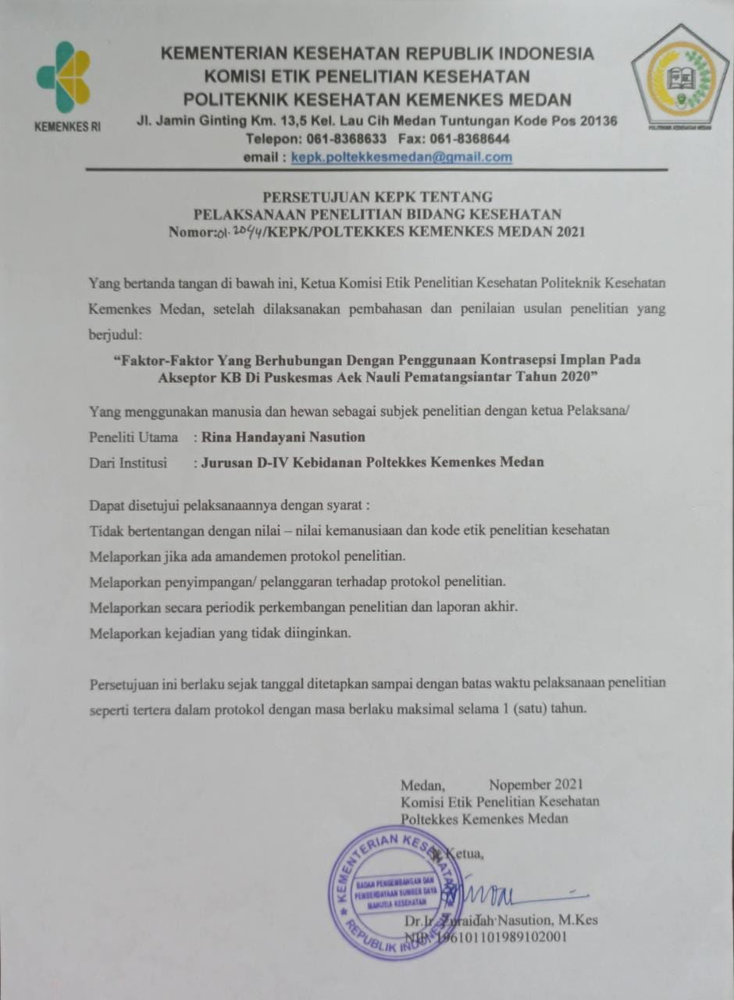 KEMENKES RI
KEMENTERIAN KESEHATAN REPUBLIK INDONESIA
KOMISI ETIK PENELITIAN KESEHATAN
POLITEKNIK KESEHATAN KEMENKES MEDAN
Jl. Jamin Ginting Km. 13,5 Kel. Lau Cih Medan Tuntungan Kode Pos 20136
Telepon: 061-8368633 Fax: 061-8368644
email : kepk.poltekkesmedan@gmail.com
POLITEKNIK KESEHATAN MEDAN
PERSETUJUAN KEPK TENTANG
PELAKSANAAN PENELITIAN BIDANG KESEHATAN
Nomor:01.2044/KEPK/POLTEKKES KEMENKES MEDAN 2021
Yang bertanda tangan di bawah ini, Ketua Komisi Etik Penelitian Kesehatan Politeknik Kesehatan
Kemenkes Medan, setelah dilaksanakan pembahasan dan penilaian usulan penelitian yang
berjudul:
“Faktor-Faktor Yang Berhubungan Dengan Penggunaan Kontrasepsi Implan Pada
Akseptor KB Di Puskesmas Aek Nauli Pematangsiantar Tahun 2020”
Yang menggunakan manusia dan hewan sebagai subjek penelitian dengan ketua Pelaksana/
Peneliti Utama : Rina Handayani Nasution
Dari Institusi : Jurusan D-IV Kebidanan Poltekkes Kemenkes Medan
Dapat disetujui pelaksanaannya dengan syarat :
Tidak bertentangan dengan nilai – nilai kemanusiaan dan kode etik penelitian kesehatan
Melaporkan jika ada amandemen protokol penelitian.
Melaporkan penyimpangan/ pelanggaran terhadap protokol penelitian.
Melaporkan secara periodik perkembangan penelitian dan laporan akhir.
Melaporkan kejadian yang tidak diinginkan.
Persetujuan ini berlaku sejak tanggal ditetapkan sampai dengan batas waktu pelaksanaan penelitian
seperti tertera dalam protokol dengan masa berlaku maksimal selama 1 (satu) tahun.
Medan, Nopember 2021
Komisi Etik Penelitian Kesehatan
Poltekkes Kemenkes Medan
Ketua,
KEMENTERIAN KESEHATAN
BADAN PENGEMBANGAN DAN
PEMBERDAYAAN SUMBER DAYA
MANUSIA KESEHATAN
REPUBLIK INDONESIA
Dr.Ir. Zuraidah Nasution, M.Kes
NIP. 196101101989102001